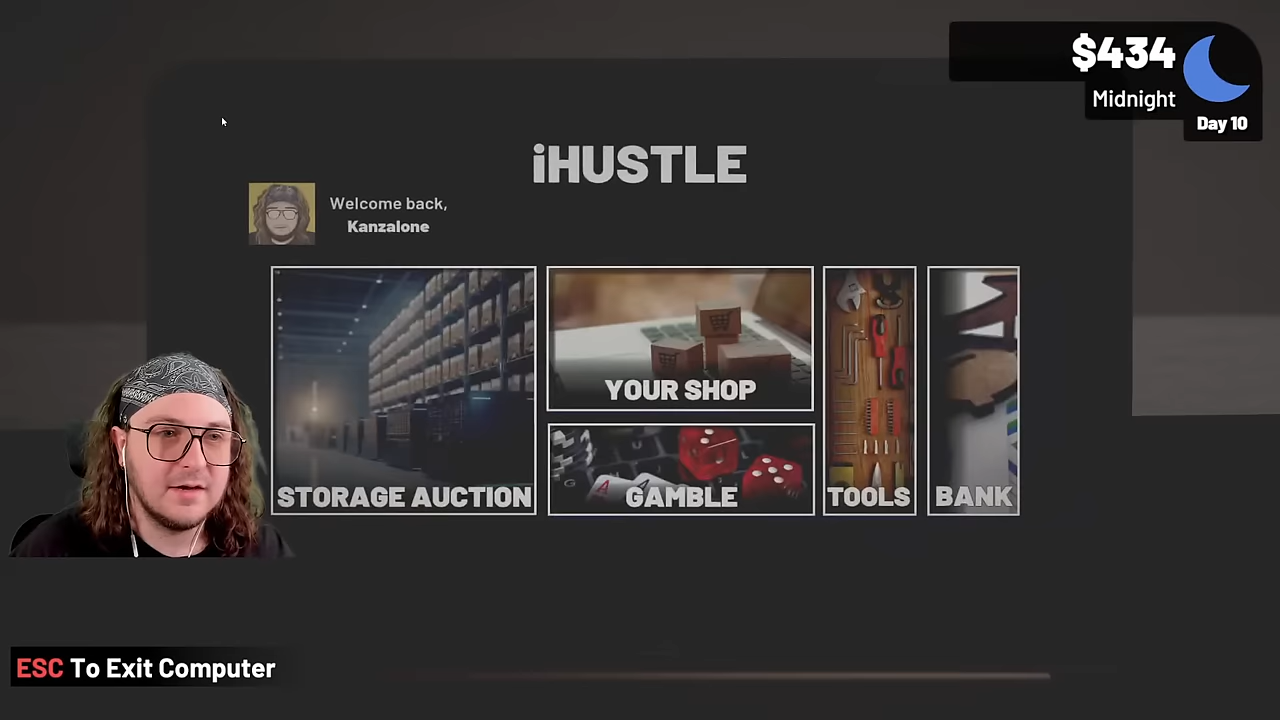 $434
Midnight
Day 10
iHUSTLE
Welcome back,
Kanzalone
YOUR SHOP
STORAGE AUCTION
GAMBLE
TOOLS
BANK
ESC To Exit Computer